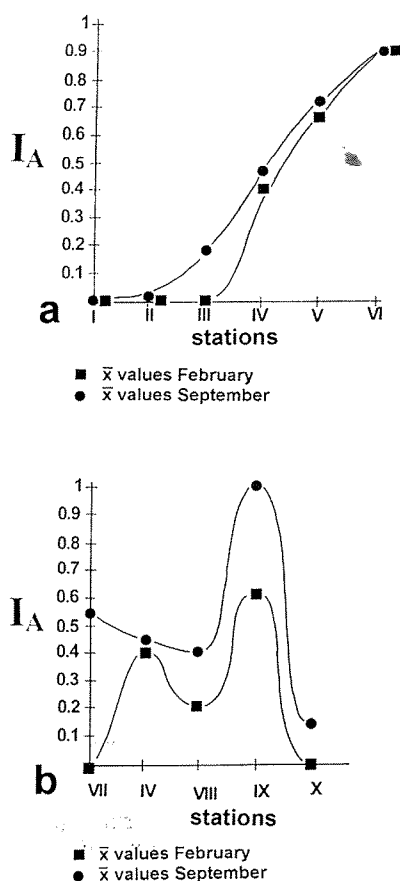 1
0.9
0.8
0.7
0.6
0.5
0.4
0.3
0.2
0.1
I_A
a
I II III IV V VI
stations
■ x̄ values February
● x̄ values September
1
0.9
0.8
0.7
0.6
0.5
0.4
0.3
0.2
0.1
I_A
b
VII IV VIII IX X
stations
■ x̄ values February
● x̄ values September